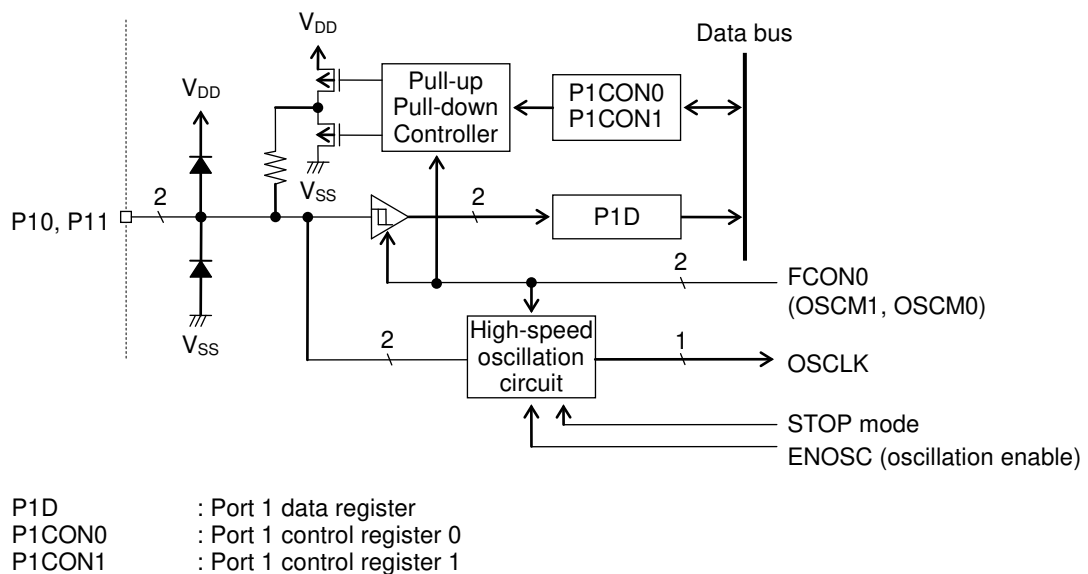 VDD
Data bus
VDD
Pull-up
Pull-down
Controller
P1CON0
P1CON1
VSS
2
2
P10, P11
P1D
2
FCON0
(OSCM1, OSCM0)
VSS
2
High-speed
oscillation
circuit
1
OSCLK
STOP mode
ENOSC (oscillation enable)
P1D : Port 1 data register
P1CON0 : Port 1 control register 0
P1CON1 : Port 1 control register 1